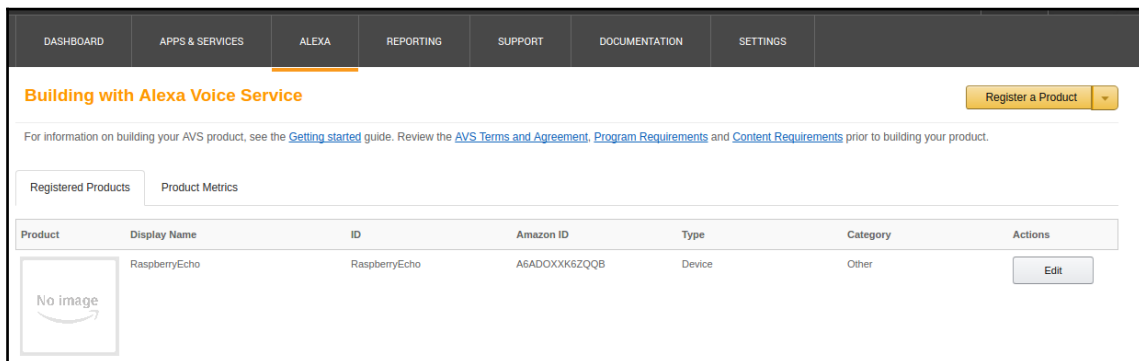 DASHBOARD APPS & SERVICES ALEXA REPORTING SUPPORT DOCUMENTATION SETTINGS
Building with Alexa Voice Service
Register a Product
For information on building your AVS product, see the Getting started guide. Review the AVS Terms and Agreement, Program Requirements and Content Requirements prior to building your product.
Registered Products Product Metrics
Product Display Name ID Amazon ID Type Category Actions
RaspberryEcho RaspberryEcho A6ADOXXK6ZQQB Device Other Edit
No image